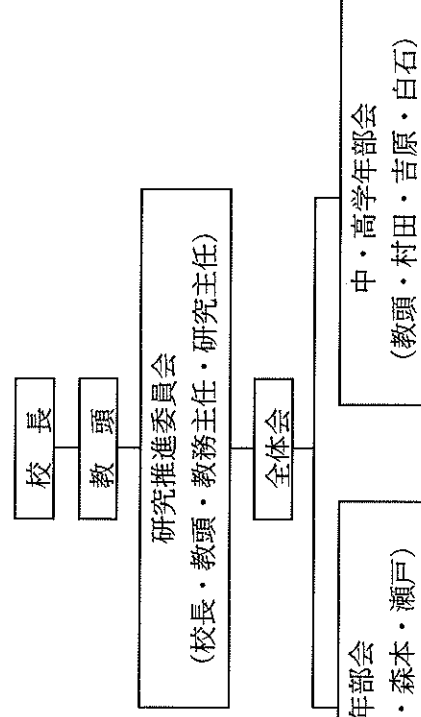 校長
教頭
研究推進委員会
(校長・教頭・教務主任・研究主任)
全体会
年部会
・森本・瀬戸)
中・高学年部会
(教頭・村田・吉原・白石)